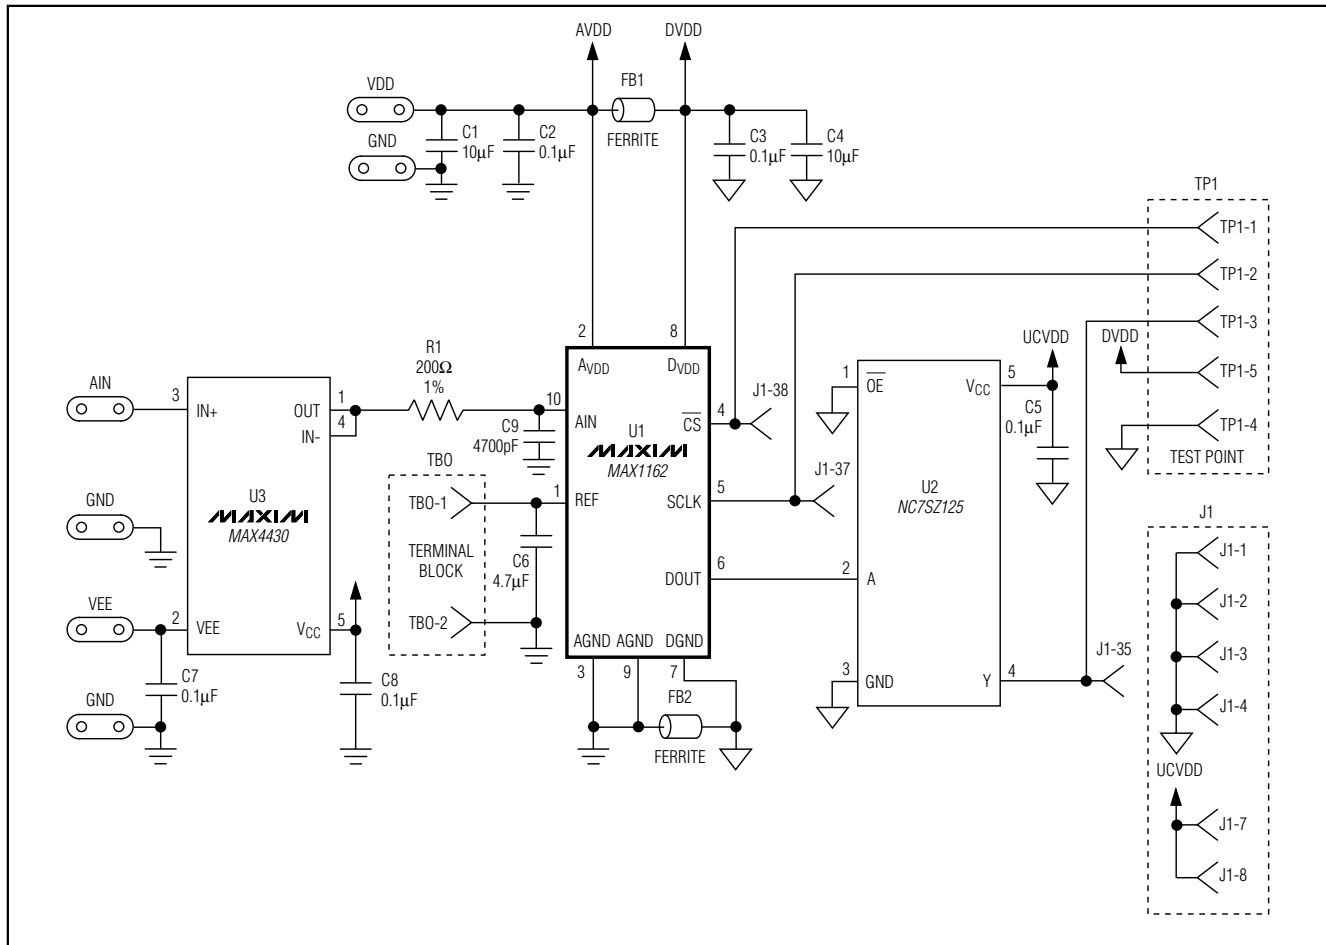 AVDD
DVDD
VDD
FB1
FERRITE
GND
C1
10µF
C2
0.1µF
C3
0.1µF
C4
10µF
TP1
TP1-1
TP1-2
TP1-3
DVDD
TP1-5
TP1-4
TEST POINT
2
8
R1
200Ω
1%
AIN
3
IN+
OUT
1
IN-
4
U3
MAXIM
MAX4430
GND
VEE
2
VEE
VCC
5
C7
0.1µF
C8
0.1µF
GND
10
C9
4700pF
TBO
TBO-1
TERMINAL
BLOCK
TBO-2
1
C6
4.7µF
AVDD
DVDD
AIN
U1
MAXIM
MAX1162
CS
4
J1-38
REF
SCLK
5
J1-37
DOUT
6
AGND
AGND
DGND
3
9
7
FB2
FERRITE
1
OE
VCC
5
UCVDD
C5
0.1µF
U2
NC7SZ125
2
A
3
GND
Y
4
J1-35
J1
J1-1
J1-2
J1-3
J1-4
UCVDD
J1-7
J1-8